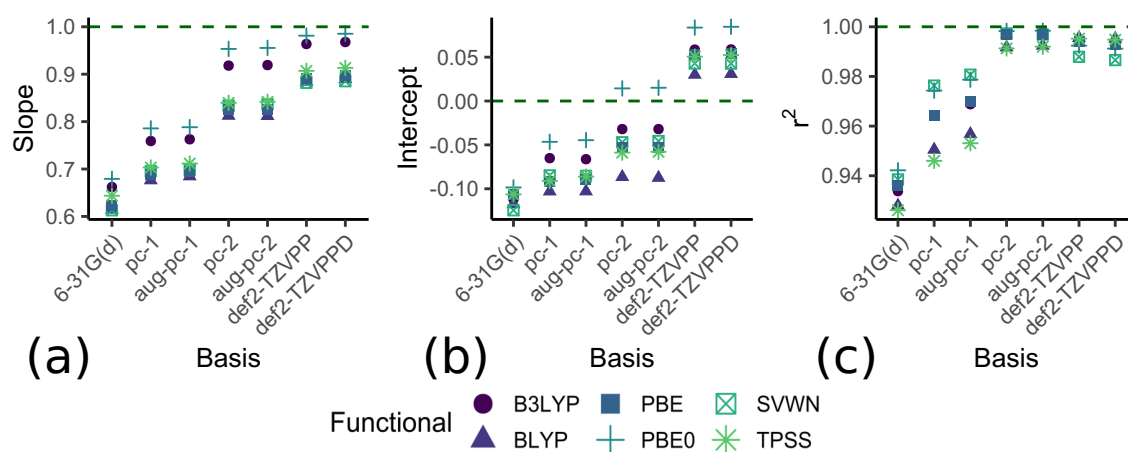 Slope
1.0
0.9
0.8
0.7
0.6
6-31G(d)
pc-1
aug-pc-1
pc-2
aug-pc-2
def2-TZVPP
def2-TZVPPD
(a)
Basis
Intercept
0.05
0.00
-0.05
-0.10
6-31G(d)
pc-1
aug-pc-1
pc-2
aug-pc-2
def2-TZVPP
def2-TZVPPD
(b)
Basis
r²
1.00
0.98
0.96
0.94
6-31G(d)
pc-1
aug-pc-1
pc-2
aug-pc-2
def2-TZVPP
def2-TZVPPD
(c)
Basis
Functional
B3LYP PBE SVWN
BLYP PBE0 TPSS